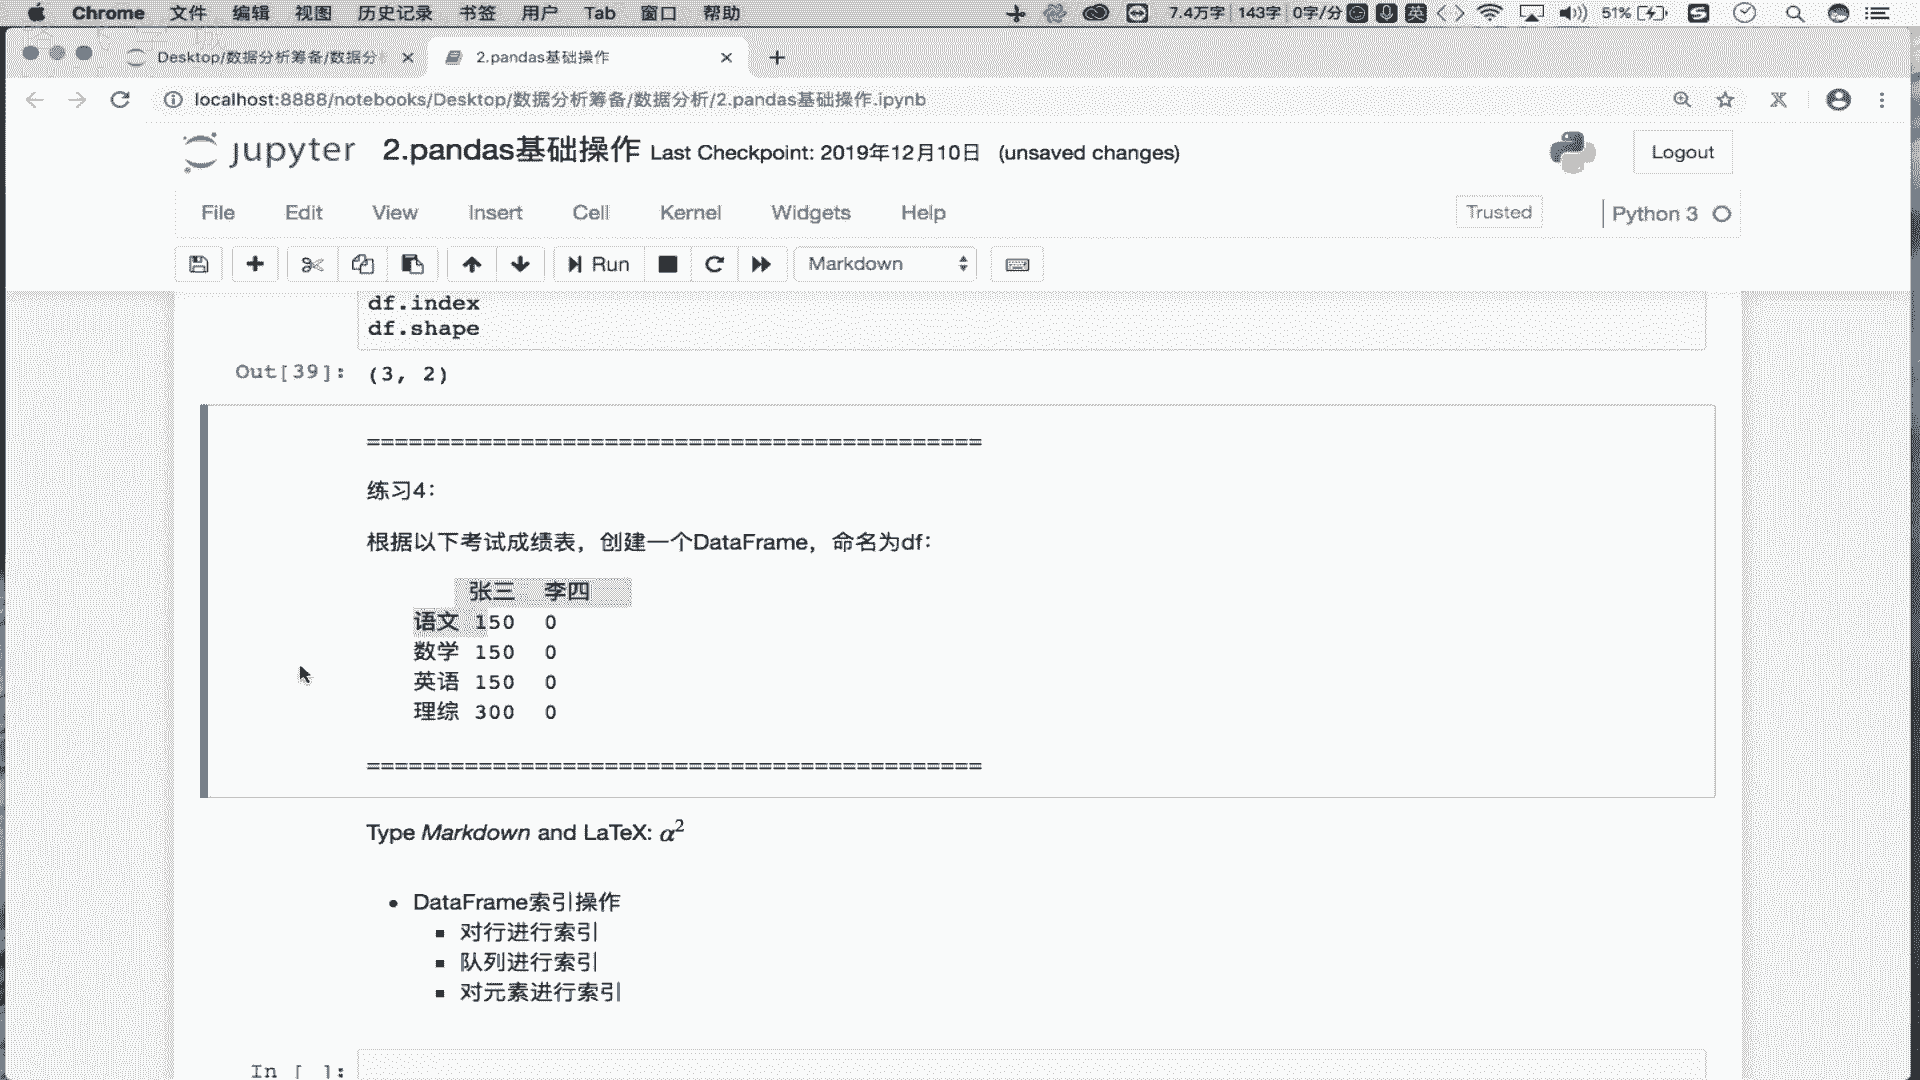 Chrome 文件 编辑 视图 历史记录 书签 用户 Tab 窗口 帮助 7.4万字 143字 0字/分 英 51%
Desktop/数据分析筹备/数据分 2.pandas基础操作
localhost:8888/notebooks/Desktop/数据分析筹备/数据分析/2.pandas基础操作.ipynb
jupyter 2.pandas基础操作 Last Checkpoint: 2019年12月10日 (unsaved changes) Logout
File Edit View Insert Cell Kernel Widgets Help Trusted Python 3
Run Markdown
df.index
df.shape
Out[39]: (3, 2)
============================================
练习4：
根据以下考试成绩表，创建一个DataFrame，命名为df：
张三 李四
语文 150 0
数学 150 0
英语 150 0
理综 300 0
============================================
Type Markdown and LaTeX: α2
DataFrame索引操作
对行进行索引
队列进行索引
对元素进行索引
In [ ]: